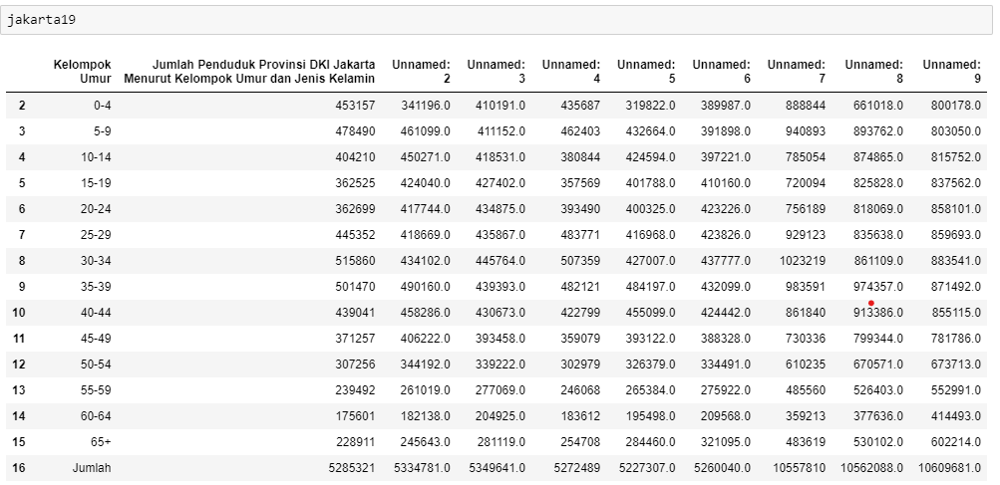 jakarta19
Kelompok Jumlah Penduduk Provinsi DKI Jakarta Unnamed: Unnamed: Unnamed: Unnamed: Unnamed: Unnamed: Unnamed: Unnamed:
Umur Menurut Kelompok Umur dan Jenis Kelamin 2 3 4 5 6 7 8 9
2 0-4 453157 341196.0 410191.0 435687 319822.0 389987.0 888844 661018.0 800178.0
3 5-9 478490 461099.0 411152.0 462403 432664.0 391898.0 940893 893762.0 803050.0
4 10-14 404210 450271.0 418531.0 380844 424594.0 397221.0 785054 874865.0 815752.0
5 15-19 362525 424040.0 427402.0 357569 401788.0 410160.0 720094 825828.0 837562.0
6 20-24 362699 417744.0 434875.0 393490 400325.0 423226.0 756189 818069.0 858101.0
7 25-29 445352 418669.0 435867.0 483771 416968.0 423826.0 929123 835638.0 859693.0
8 30-34 515860 434102.0 445764.0 507359 427007.0 437777.0 1023219 861109.0 883541.0
9 35-39 501470 490160.0 439393.0 482121 484197.0 432099.0 983591 974357.0 871492.0
10 40-44 439041 458286.0 430673.0 422799 455099.0 424442.0 861840 913386.0 855115.0
11 45-49 371257 406222.0 393458.0 359079 393122.0 388328.0 730336 799344.0 781786.0
12 50-54 307256 344192.0 339222.0 302979 326379.0 334491.0 610235 670571.0 673713.0
13 55-59 239492 261019.0 277069.0 246068 265384.0 275922.0 485560 526403.0 552991.0
14 60-64 175601 182138.0 204925.0 183612 195498.0 209568.0 359213 377636.0 414493.0
15 65+ 228911 245643.0 281119.0 254708 284460.0 321095.0 483619 530102.0 602214.0
16 Jumlah 5285321 5334781.0 5349641.0 5272489 5227307.0 5260040.0 10557810 10562088.0 10609681.0